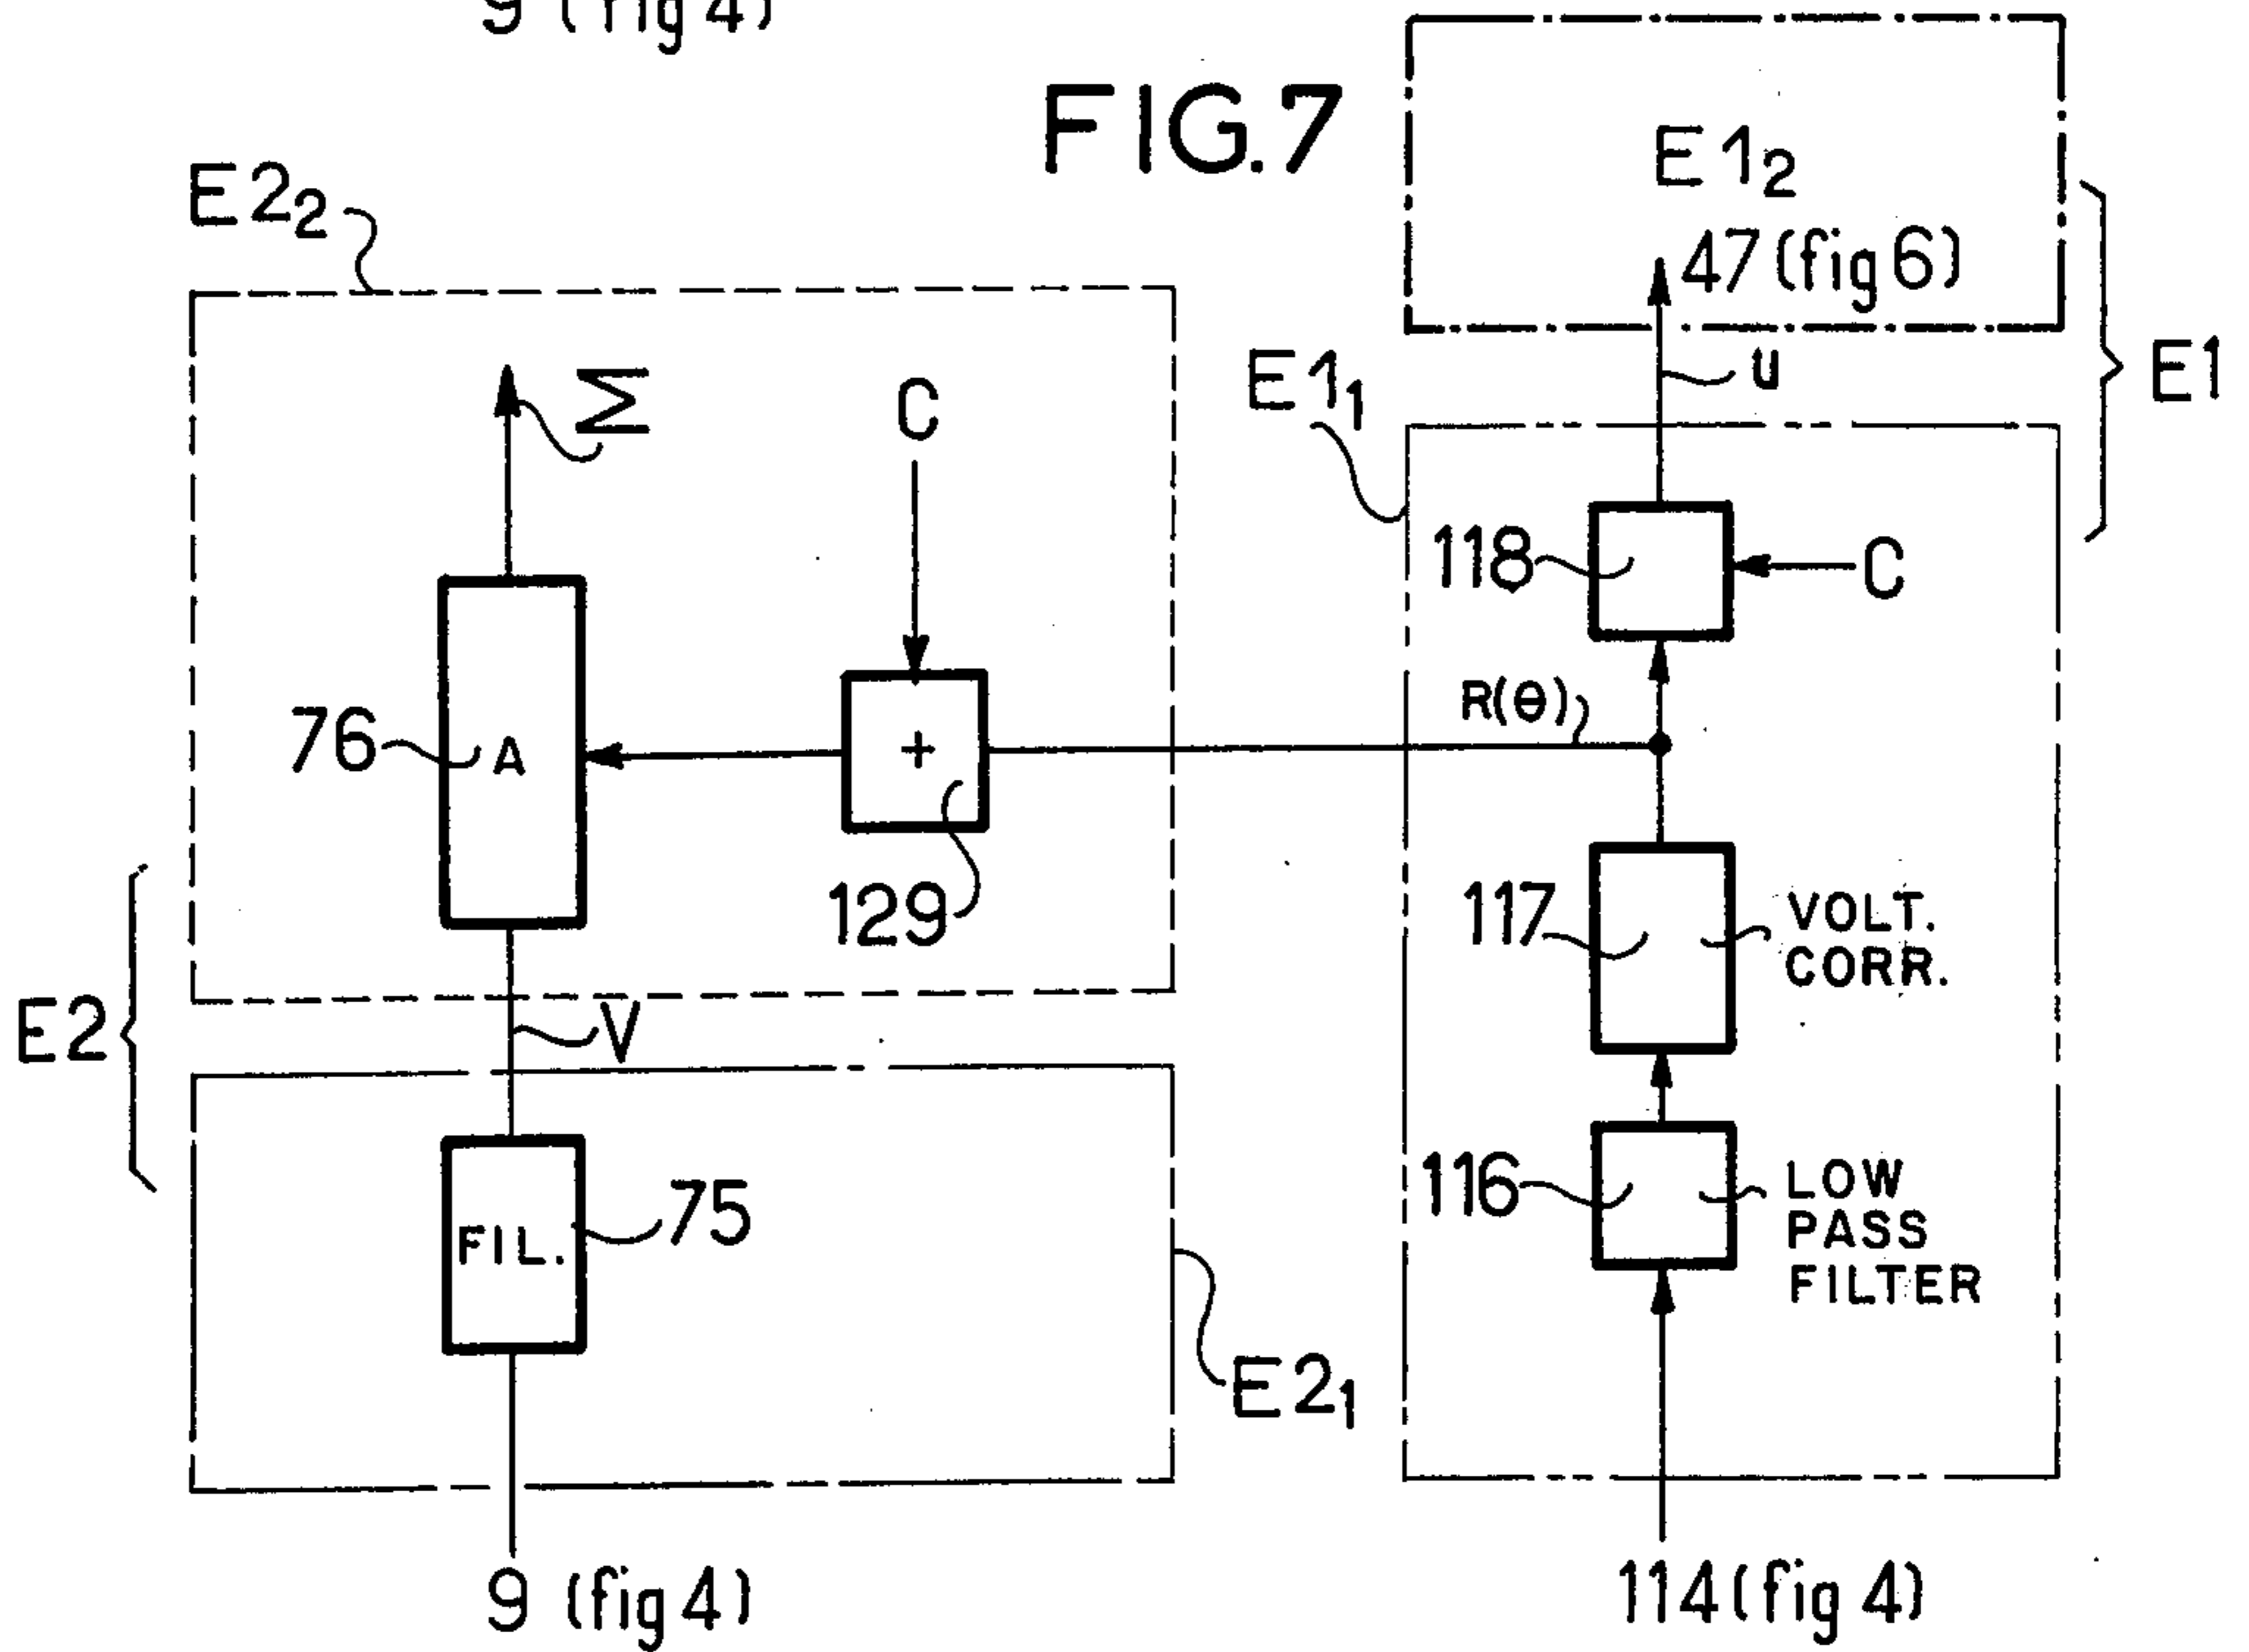 9 (fig 4)
FIG.7
E1₂
E2₂
47 (fig 6)
u
E1
E1₁
Σ
C
118
C
R(θ)
76
A
+
129
117
VOLT.
CORR.
E2
V
116
LOW
PASS
FILTER
75
FIL.
E2₁
9 (fig 4)
114 (fig 4)